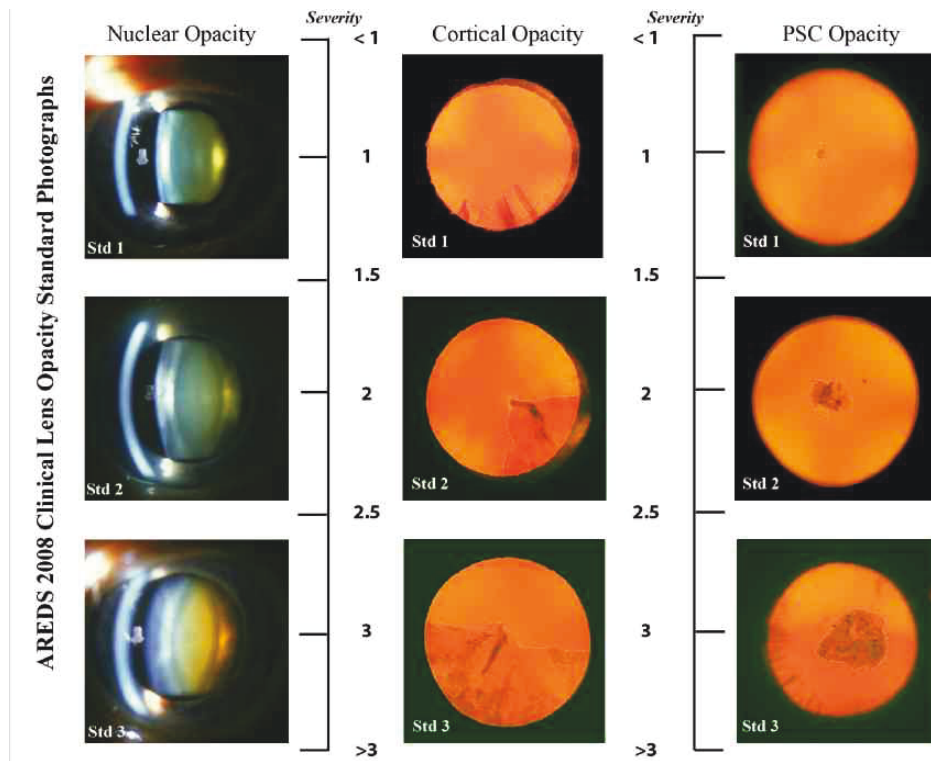 AREDS 2008 Clinical Lens Opacity Standard Photographs
Severity
Severity
Nuclear Opacity
Cortical Opacity
PSC Opacity
< 1
< 1
Std 1
1
Std 1
1
Std 1
1.5
1.5
Std 2
2
Std 2
2
Std 2
2.5
2.5
Std 3
3
Std 3
3
Std 3
>3
>3